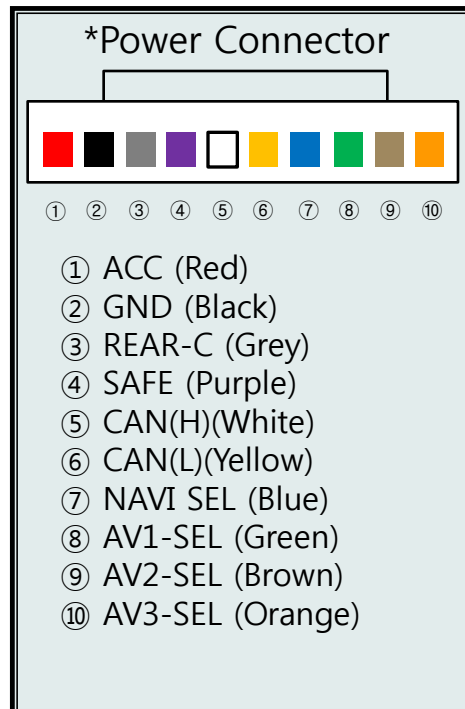 *Power Connector
① ② ③ ④ ⑤ ⑥ ⑦ ⑧ ⑨ ⑩
① ACC (Red)
② GND (Black)
③ REAR-C (Grey)
④ SAFE (Purple)
⑤ CAN(H)(White)
⑥ CAN(L)(Yellow)
⑦ NAVI SEL (Blue)
⑧ AV1-SEL (Green)
⑨ AV2-SEL (Brown)
⑩ AV3-SEL (Orange)